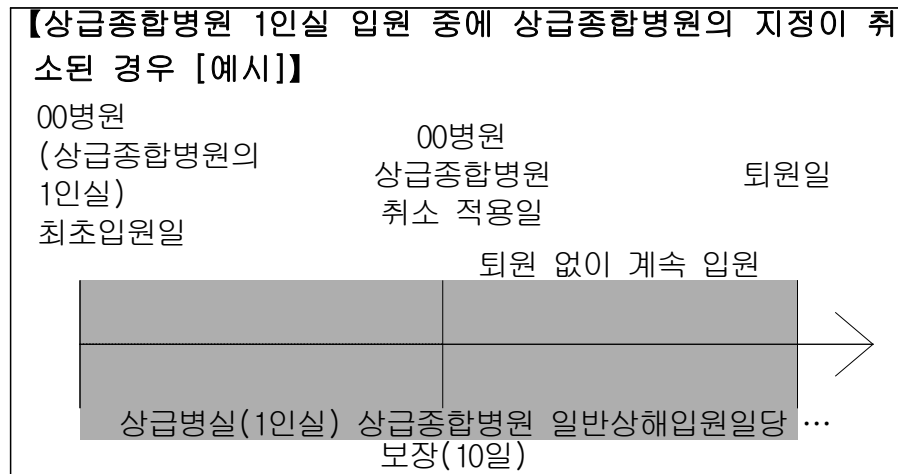 【상급종합병원 1인실 입원 중에 상급종합병원의 지정이 취
소된 경우 [예시]】
00병원
(상급종합병원의
1인실)
최초입원일
00병원
상급종합병원
취소 적용일
퇴원일
퇴원 없이 계속 입원
상급병실(1인실) 상급종합병원 일반상해입원일당 …
보장(10일)